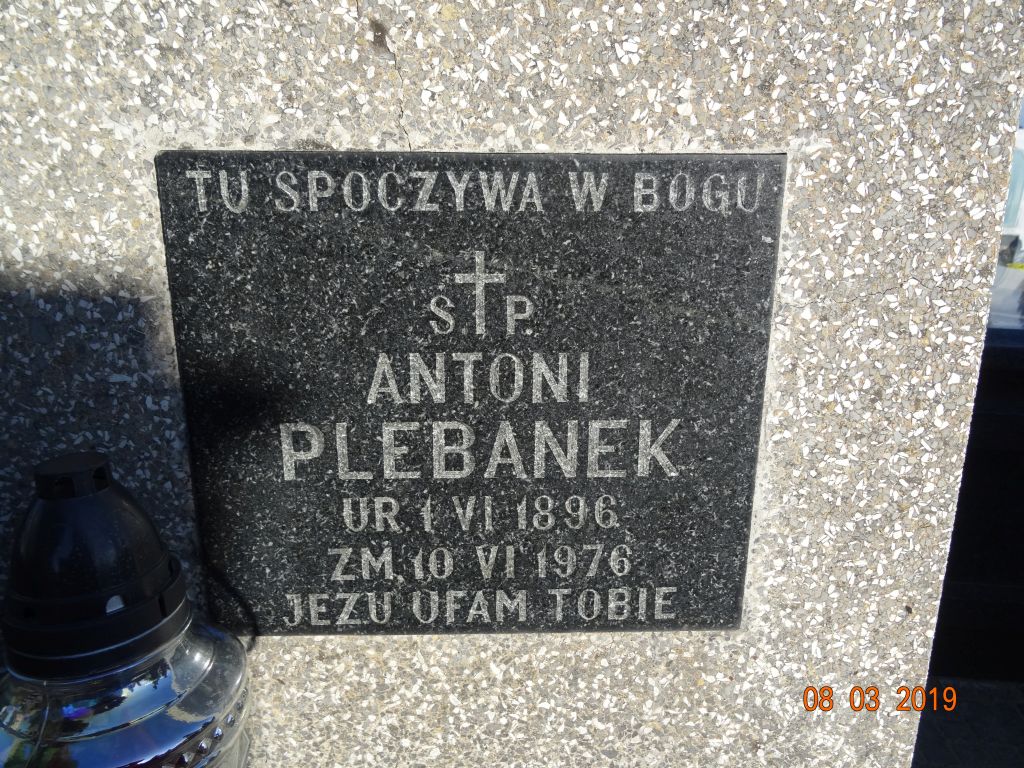 TU SPOCZYWA W BOGU
S.†P.
ANTONI
PLEBANEK
UR. 1 VI 1896
ZM. 10 VI 1976
JEZU UFAM TOBIE
08 03 2019